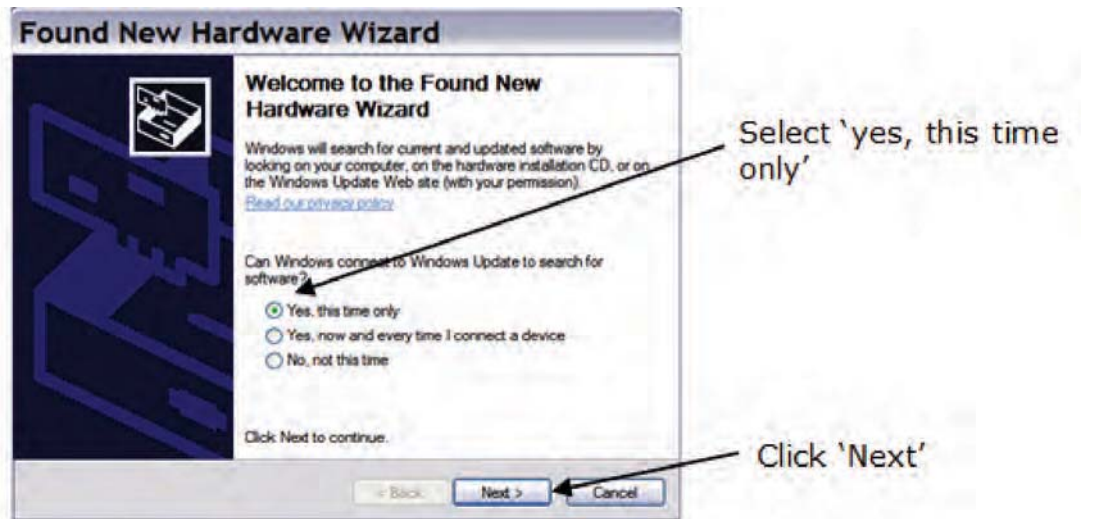 Found New Hardware Wizard
Welcome to the Found New
Hardware Wizard
Windows will search for current and updated software by
looking on your computer, on the hardware installation CD, or on
the Windows Update Web site (with your permission).
Read our privacy policy
Can Windows connect to Windows Update to search for
software?
Yes, this time only
Yes, now and every time I connect a device
No, not this time
Click Next to continue.
< Back
Next >
Cancel
Select ‘yes, this time
only’
Click ‘Next’